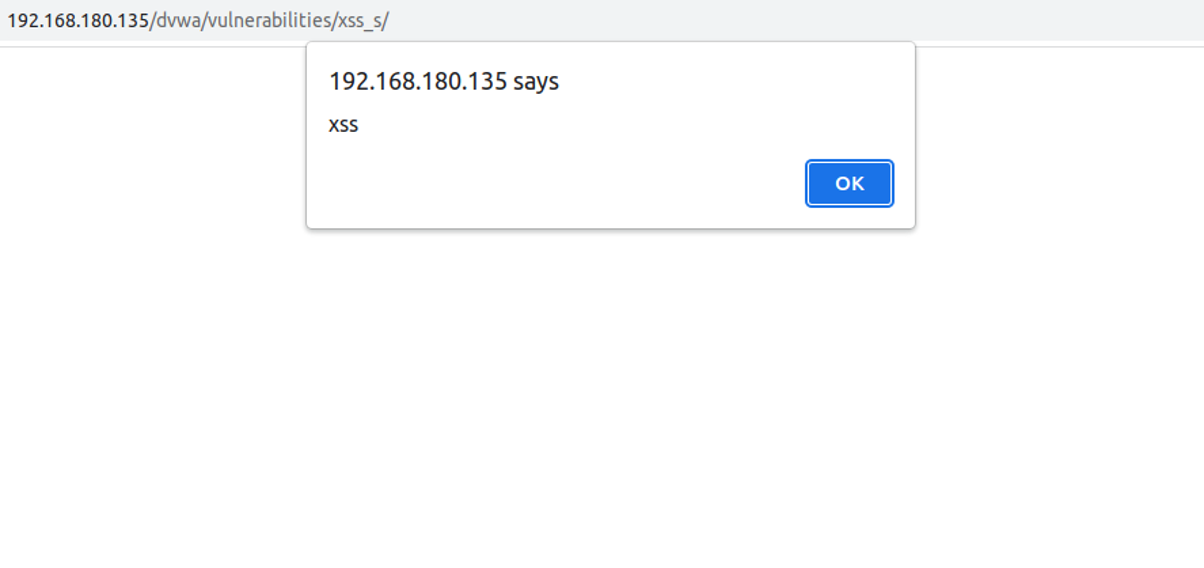 192.168.180.135/dvwa/vulnerabilities/xss_s/
192.168.180.135 says
xss
OK